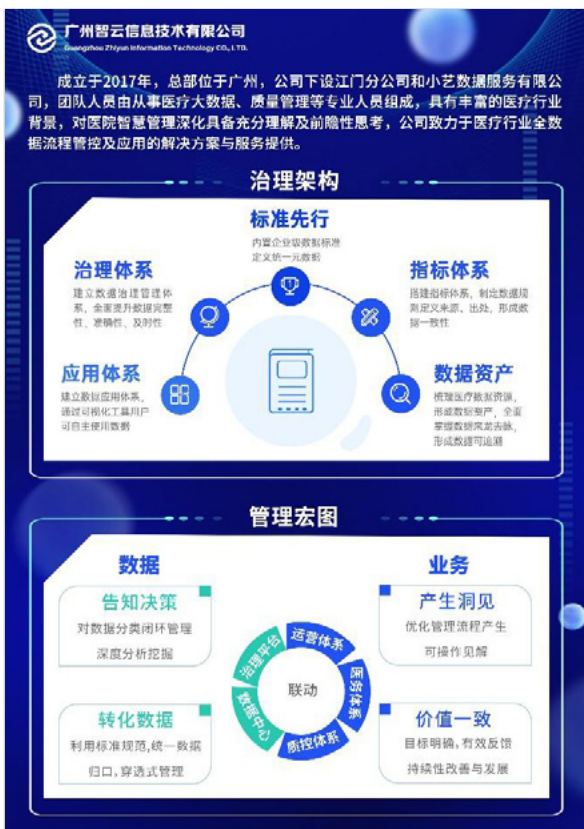 广州智云信息技术有限公司
Guangzhou Zhiyun Information Technology CO., LTD.
成立于2017年，总部位于广州，公司下设江门分公司和小艺数据服务有限公
司，团队人员由从事医疗大数据、质量管理等专业人员组成，具有丰富的医疗行业
背景，对医院智慧管理深化具备充分理解及前瞻性思考，公司致力于医疗行业全数
据流程管控及应用的解决方案与服务提供。
治理架构
标准先行
内置企业级数据标准
定义统一元数据
治理体系
建立数据治理管理体
系，全面提升数据完整
性、准确性、及时性
指标体系
搭建指标体系，制定数据规
则定义来源、出处，形成数
据一致性
应用体系
建立数据应用体系，
通过可视化工具用户
可自主使用数据
数据资产
梳理医疗数据资源，
形成数据资产，全面
掌握数据来龙去脉，
形成数据可追溯
管理宏图
数据
业务
告知决策
对数据分类闭环管理
深度分析挖掘
产生洞见
优化管理流程产生
可操作见解
治理平台
运营体系
医务体系
质控体系
数据中心
联动
转化数据
利用标准规范,统一数据
归口,穿透式管理
价值一致
目标明确,有效反馈
持续性改善与发展